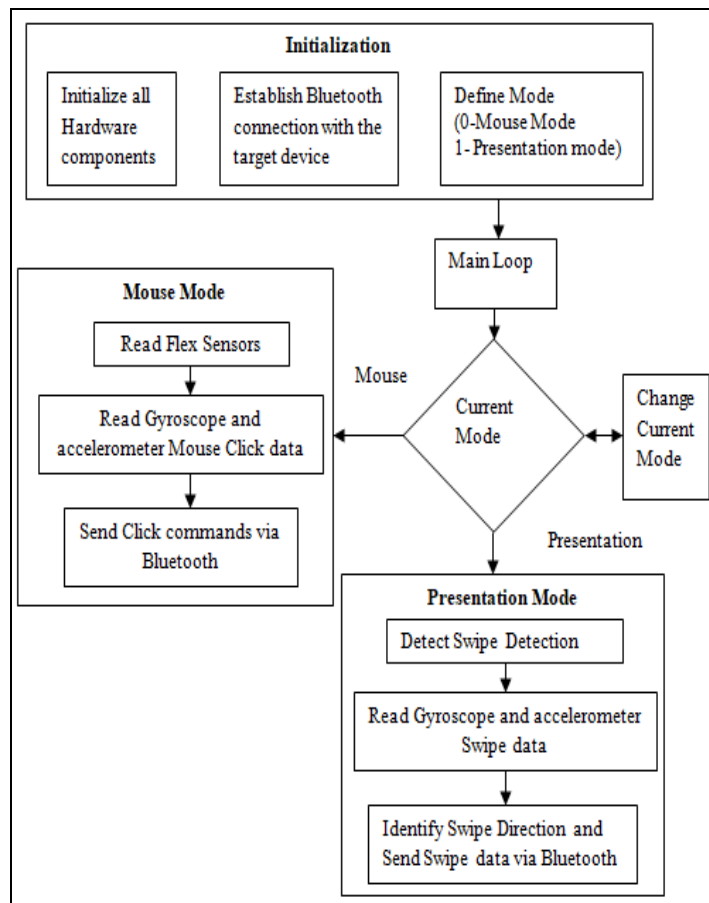 Initialization
Initialize all
Hardware
components
Establish Bluetooth
connection with the
target device
Define Mode
(0-Mouse Mode
1- Presentation mode)
Main Loop
Mouse Mode
Read Flex Sensors
Read Gyroscope and
accelerometer Mouse Click data
Send Click commands via
Bluetooth
Mouse
Current
Mode
Change
Current
Mode
Presentation
Presentation Mode
Detect Swipe Detection
Read Gyroscope and accelerometer
Swipe data
Identify Swipe Direction and
Send Swipe data via Bluetooth